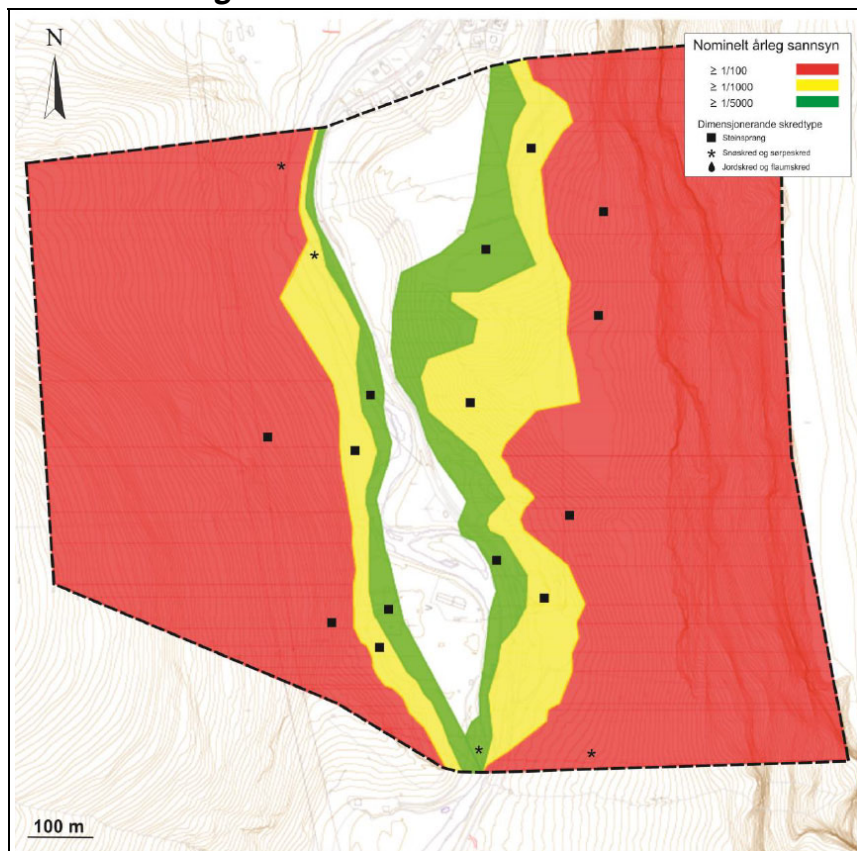 N
Nominelt årleg sannsyn
≥ 1/100
≥ 1/1000
≥ 1/5000
Dimensjonerande skredtype
Steinsprang
Snøskred og sørpeskred
Jordskred og flaumskred
100 m